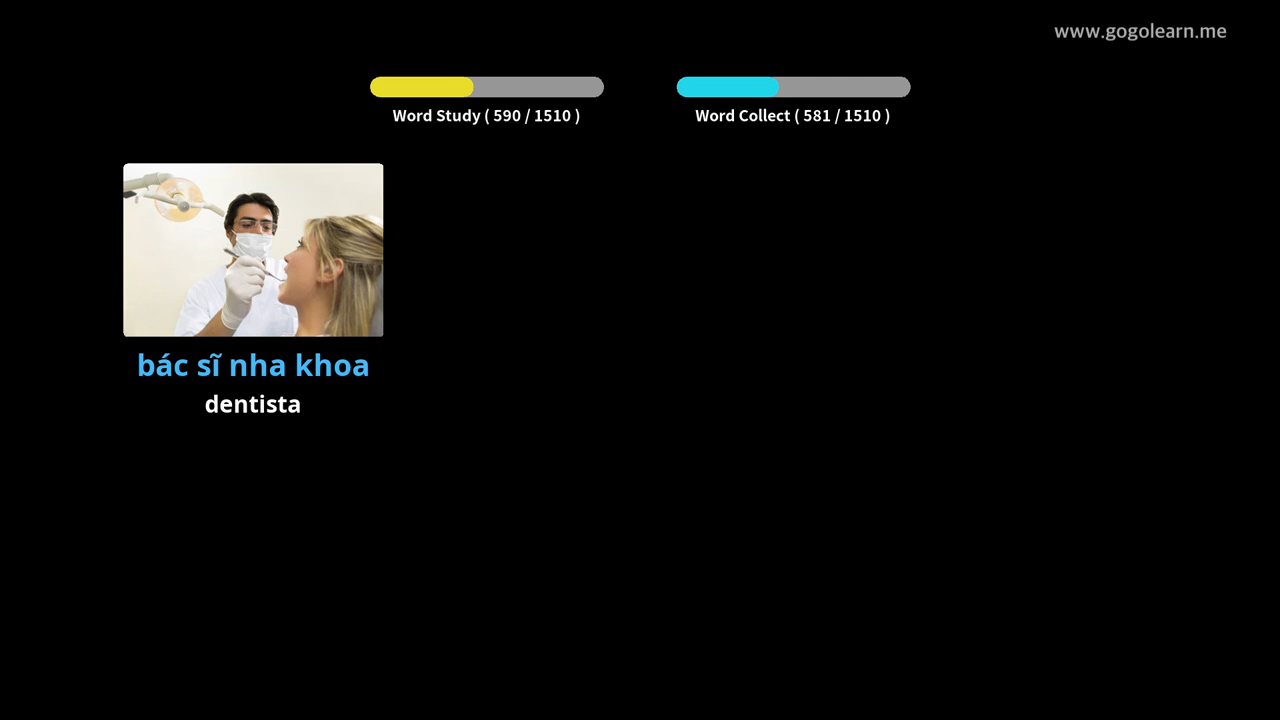 www.gogolearn.me
Word Study ( 590 / 1510 )
Word Collect ( 581 / 1510 )
bác sĩ nha khoa
dentista